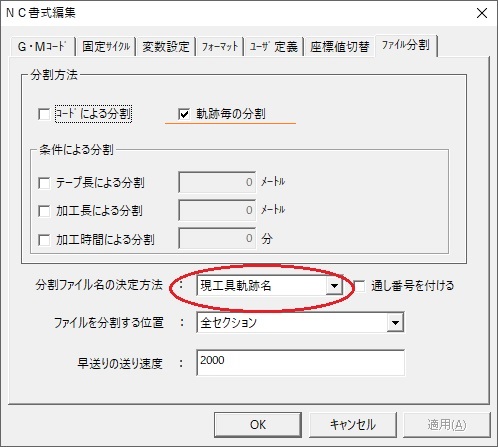 ＮＣ書式編集
Ｇ・Ｍｺｰﾄﾞ 固定ｻｲｸﾙ 変数設定 ﾌｫｰﾏｯﾄ ﾕｰｻﾞ定義 座標値切替 ﾌｧｲﾙ分割
分割方法
ｺｰﾄﾞによる分割 軌跡毎の分割
条件による分割
テープ長による分割 0 ﾒｰﾄﾙ
加工長による分割 0 ﾒｰﾄﾙ
加工時間による分割 0 分
分割ファイル名の決定方法 ： 現工具軌跡名 通し番号を付ける
ファイルを分割する位置 ： 全セクション
早送りの送り速度 ： 2000
OK キャンセル 適用(A)